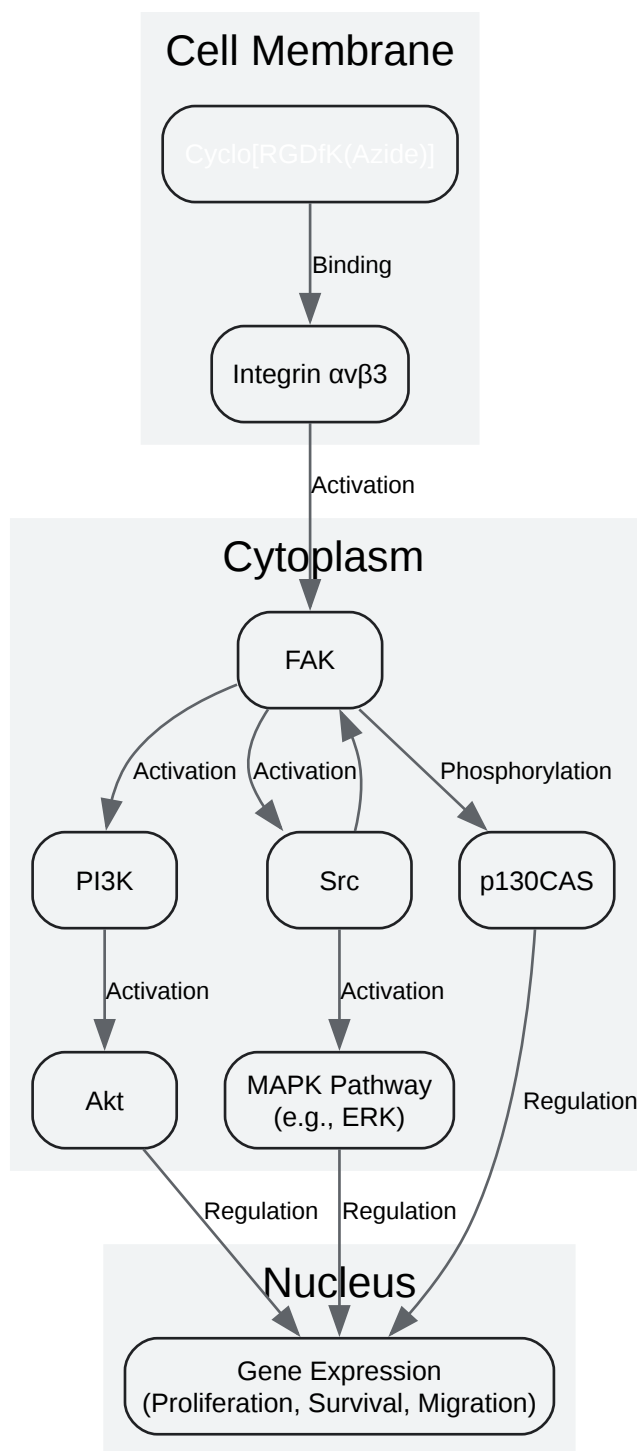 Cell Membrane
Cyclo[RGDfK(Azide)]
Binding
Integrin αvβ3
Activation
Cytoplasm
FAK
Activation
Activation
Phosphorylation
PI3K
Src
p130CAS
Activation
Activation
Akt
MAPK Pathway
(e.g., ERK)
Regulation
Regulation
Regulation
Nucleus
Gene Expression
(Proliferation, Survival, Migration)